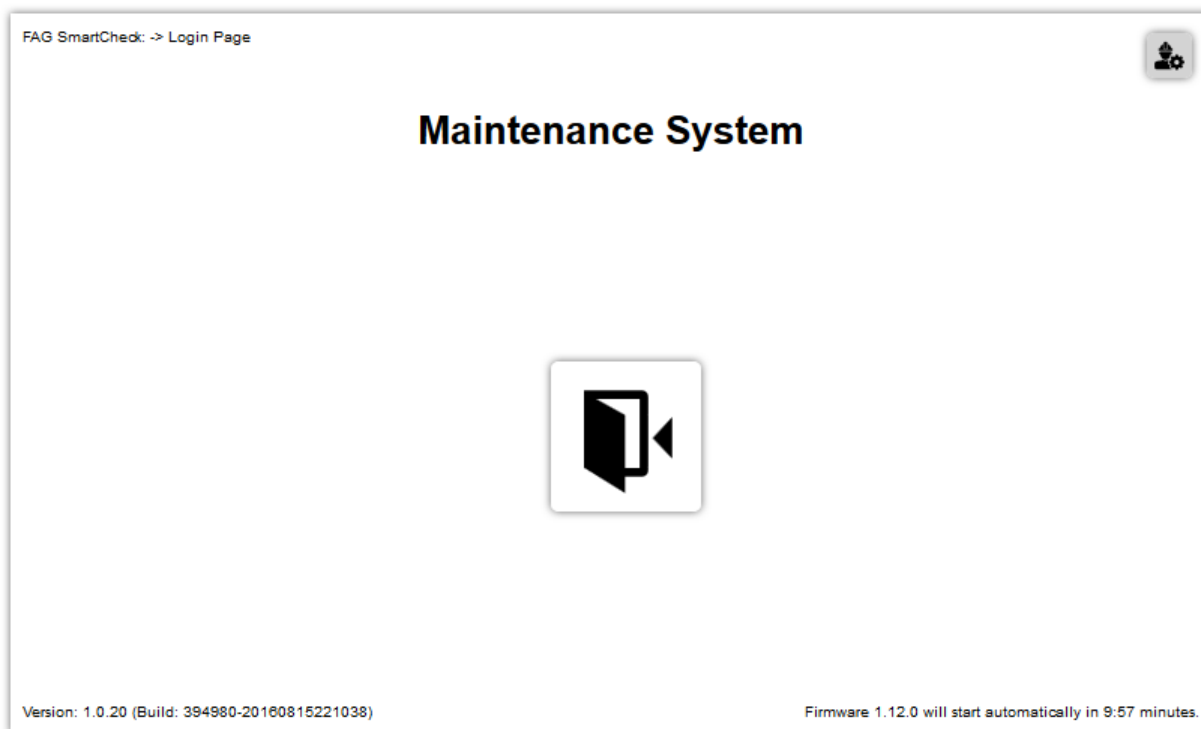 FAG SmartCheck: -> Login Page
Maintenance System
Version: 1.0.20 (Build: 394980-20160815221038)
Firmware 1.12.0 will start automatically in 9:57 minutes.